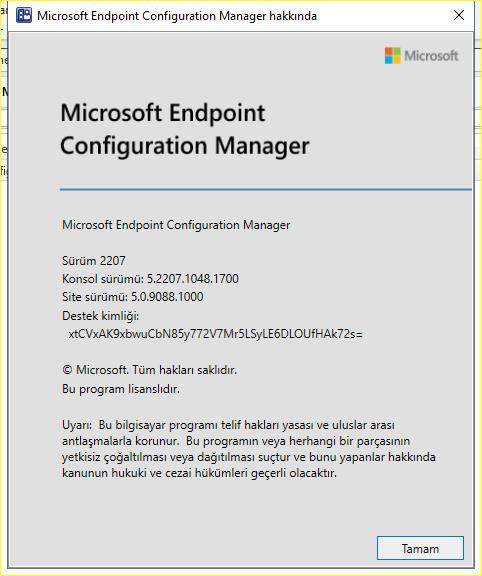 Microsoft Endpoint Configuration Manager hakkında
Microsoft
Microsoft Endpoint
Configuration Manager
Microsoft Endpoint Configuration Manager
Sürüm 2207
Konsol sürümü: 5.2207.1048.1700
Site sürümü: 5.0.9088.1000
Destek kimliği:
xtCVxAK9xbwuCbN85y772V7Mr5LSyLE6DLOUfHAk72s=
© Microsoft. Tüm hakları saklıdır.
Bu program lisanslıdır.
Uyarı: Bu bilgisayar programı telif hakları yasası ve uluslar arası
antlaşmalarla korunur. Bu programın veya herhangi bir parçasının
yetkisiz çoğaltılması veya dağıtılması suçtur ve bunu yapanlar hakkında
kanunun hukuki ve cezai hükümleri geçerli olacaktır.
Tamam